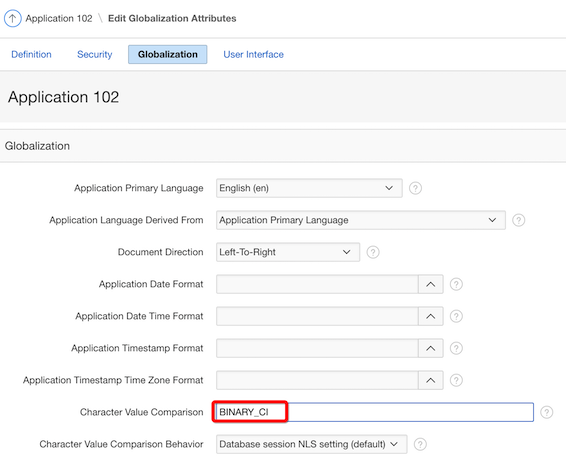 Application 102 \ Edit Globalization Attributes
Definition Security Globalization User Interface
Application 102
Globalization
Application Primary Language English (en) ?
Application Language Derived From Application Primary Language ?
Document Direction Left-To-Right ?
Application Date Format ?
Application Date Time Format ?
Application Timestamp Format ?
Application Timestamp Time Zone Format ?
Character Value Comparison BINARY_CI ?
Character Value Comparison Behavior Database session NLS setting (default) ?